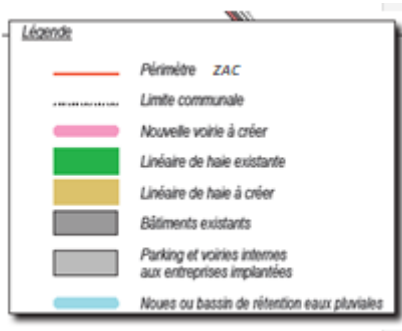 Légende
Périmètre ZAC
Limite communale
Nouvelle voirie à créer
Linéaire de haie existante
Linéaire de haie à créer
Bâtiments existants
Parking et voiries internes
aux entreprises implantées
Noues ou bassin de rétention eaux pluviales